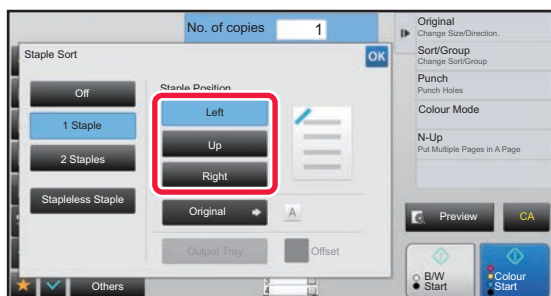 No. of copies 1
Staple Sort
OK
Off
1 Staple
2 Staples
Stapleless Staple
Staple Position
Left
Up
Right
Original
A
Output Tray
Offset
Others
Original
Change Size/Direction.
Sort/Group
Change Sort/Group
Punch
Punch Holes
Colour Mode
N-Up
Put Multiple Pages in A Page
Preview
CA
B/W
Start
Colour
Start